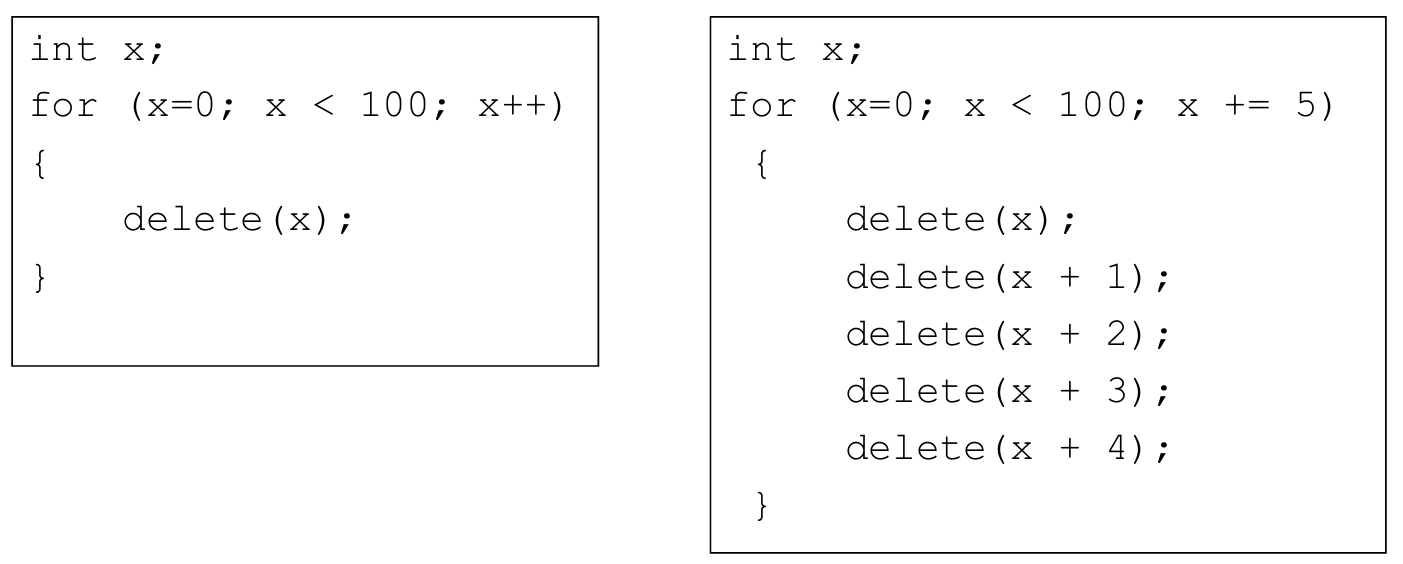 int x;
for (x=0; x < 100; x++)
{
    delete(x);
}
int x;
for (x=0; x < 100; x += 5)
 {
     delete(x);
     delete(x + 1);
     delete(x + 2);
     delete(x + 3);
     delete(x + 4);
 }